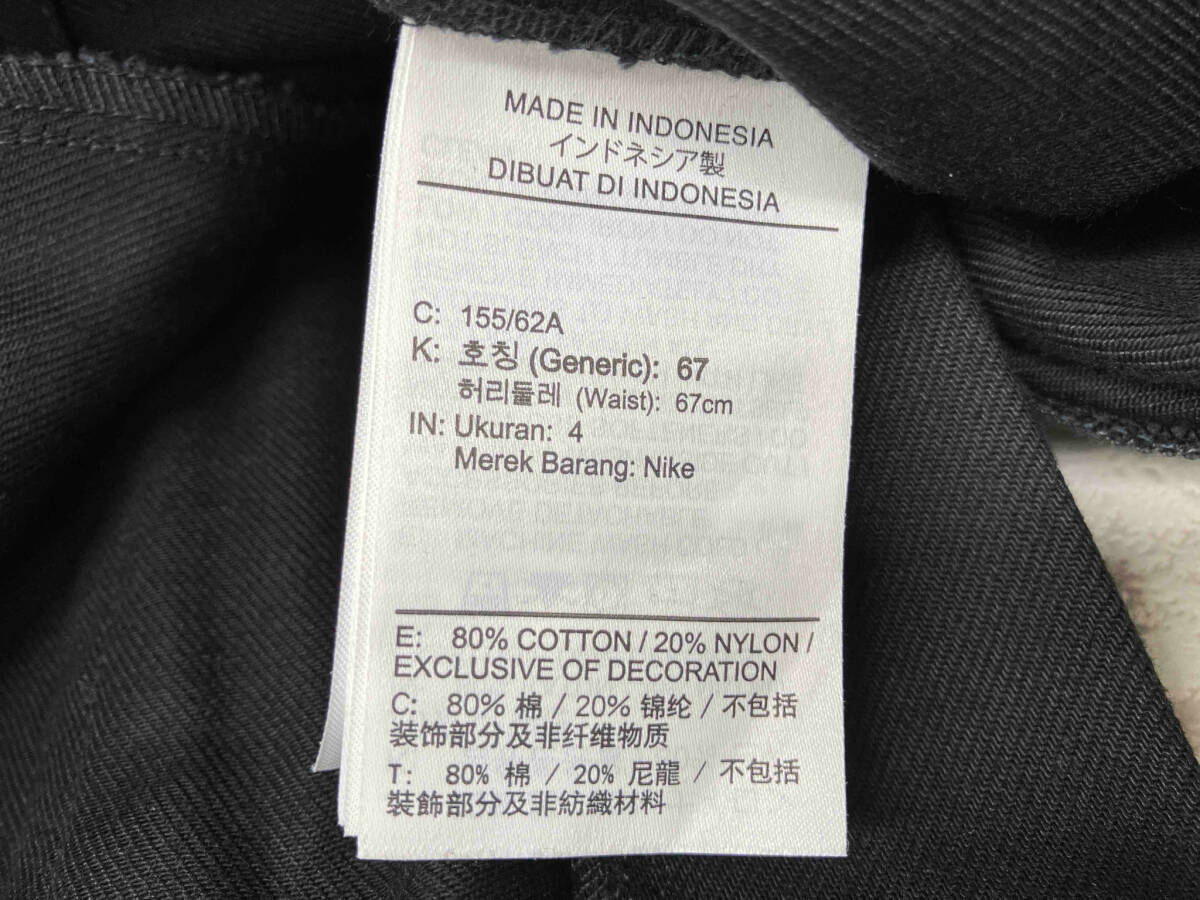 MADE IN INDONESIA
インドネシア製
DIBUAT DI INDONESIA
C: 155/62A
K: 호칭 (Generic): 67
허리둘레 (Waist): 67cm
IN: Ukuran: 4
Merek Barang: Nike
E: 80% COTTON / 20% NYLON /
EXCLUSIVE OF DECORATION
C: 80% 棉 / 20% 锦纶 / 不包括
装饰部分及非纤维物质
T: 80% 棉 / 20% 尼龍 / 不包括
裝飾部分及非紡織材料